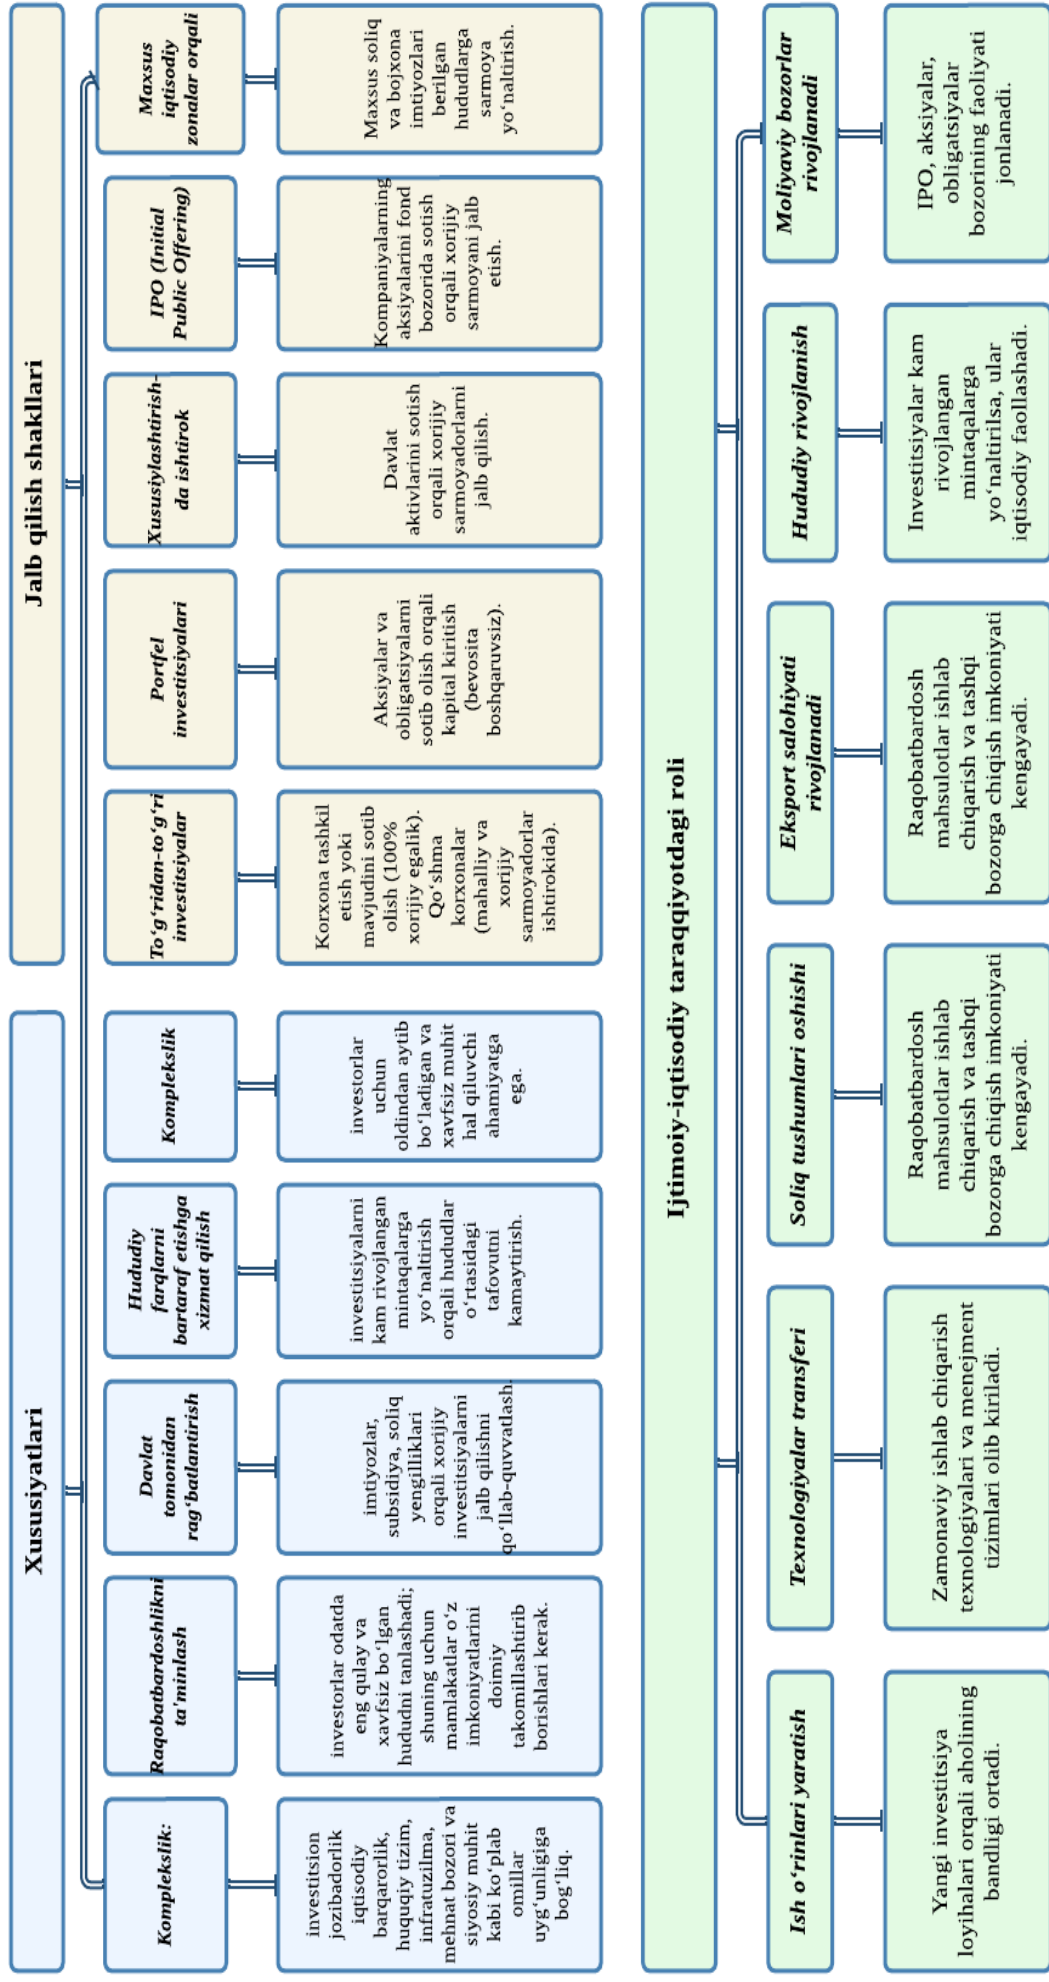 Xususiyatlari
Komplekslik:
investitsion
jozibadorlik
iqtisodiy
barqarorlik,
huquqiy tizim,
infratuzilma,
mehnat bozori va
siyosiy muhit
kabi ko‘plab
omillar
uyg‘unligiga
bog‘liq.
Raqobatbardoshlikni
ta'minlash
investorlar odatda
eng qulay va
xavfsiz bo‘lgan
hududni tanlashadi;
shuning uchun
mamlakatlar o‘z
imkoniyatlarini
doimiy
takomillashtirib
borishlari kerak.
Davlat
tomonidan
rag‘batlantirish
imtiyozlar,
subsidiya, soliq
yengilliklari
orqali xorijiy
investitsiyalarni
jalb qilishni
qo‘llab-quvvatlash.
Hududiy
farqlarni
bartaraf etishga
xizmat qilish
investitsiyalarni
kam rivojlangan
mintaqalarga
yo‘naltirish
orqali hududlar
o‘rtasidagi
tafovutni
kamaytirish.
Komplekslik
investorlar
uchun
oldindan aytib
bo‘ladigan va
xavfsiz muhit
hal qiluvchi
ahamiyatga
ega.
Jalb qilish shakllari
To‘g‘ridan-to‘g‘ri
investitsiyalar
Korxona tashkil
etish yoki
mavjudini sotib
olish (100%
xorijiy egalik).
Qo‘shma
korxonalar
(mahalliy va
xorijiy
sarmoyadorlar
ishtirokida).
Portfel
investitsiyalari
Aksiyalar va
obligatsiyalarni
sotib olish orqali
kapital kiritish
(bevosita
boshqaruvsiz).
Xususiylashtirish-
da ishtirok
Davlat
aktivlarini sotish
orqali xorijiy
sarmoyadorlarni
jalb qilish.
IPO (Initial
Public Offering)
Kompaniyalarning
aksiyalarini fond
bozorida sotish
orqali xorijiy
sarmoyani jalb
etish.
Maxsus
iqtisodiy
zonalar orqali
Maxsus soliq
va bojxona
imtiyozlari
berilgan
hududlarga
sarmoya
yo‘naltirish.
Ijtimoiy-iqtisodiy taraqqiyotdagi roli
Ish o‘rinlari yaratish
Yangi investitsiya
loyihalari orqali aholining
bandligi ortadi.
Texnologiyalar transferi
Zamonaviy ishlab chiqarish
texnologiyalari va menejment
tizimlari olib kiriladi.
Soliq tushumlari oshishi
Raqobatbardosh
mahsulotlar ishlab
chiqarish va tashqi
bozorga chiqish imkoniyati
kengayadi.
Eksport salohiyati
rivojlanadi
Raqobatbardosh
mahsulotlar ishlab
chiqarish va tashqi
bozorga chiqish imkoniyati
kengayadi.
Hududiy rivojlanish
Investitsiyalar kam
rivojlangan
mintaqalarga
yo‘naltirilsa, ular
iqtisodiy faollashadi.
Moliyaviy bozorlar
rivojlanadi
IPO, aksiyalar,
obligatsiyalar
bozorining faoliyati
jonlanadi.